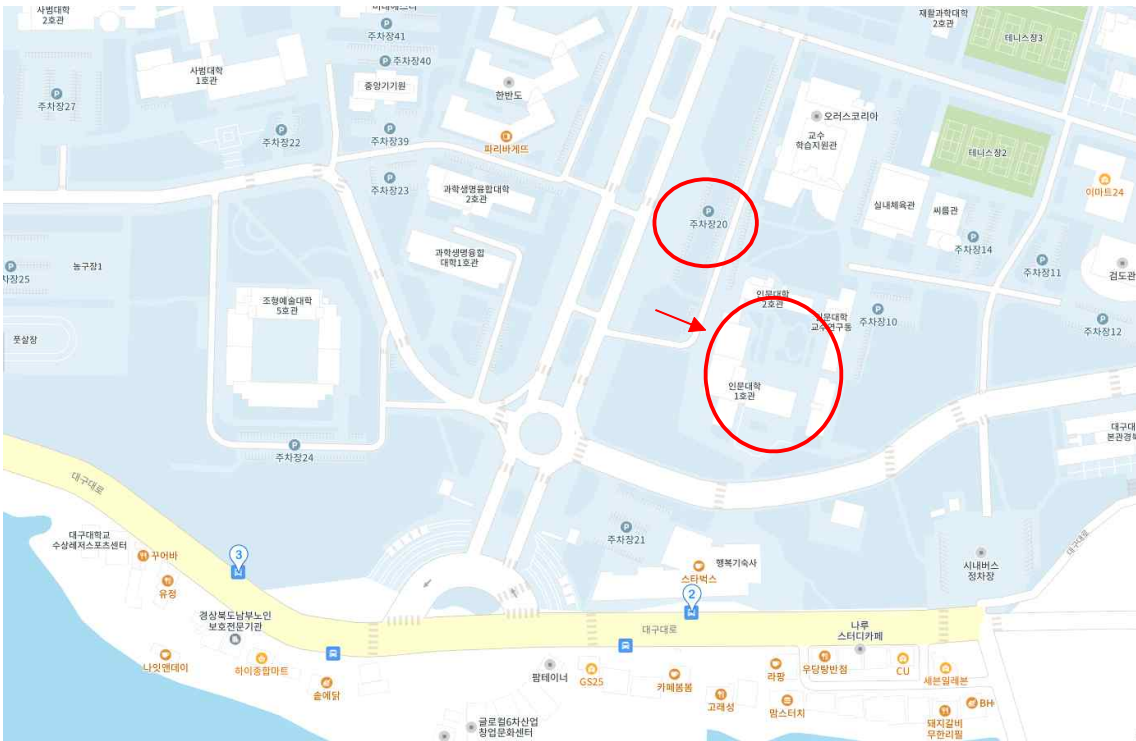 사범대학
2호관
주차장41
재활과학대학
2호관
테니스장3
주차장40
사범대학
1호관
중앙기기원
한반도
주차장27
오러스코리아
교수
학습지원관
주차장22
주차장39
파리바게뜨
테니스장2
주차장23
과학생명융합대학
2호관
이마트24
실내체육관
씨름관
주차장20
과학생명융합
대학1호관
주차장14
농구장1
주차장11
검도관
차장25
조형예술대학
5호관
인문대학
2호관
인문대학
교수연구동
주차장10
주차장12
풋살장
인문대학
1호관
대구대
본관경북
주차장24
대구대로
대구대학교
수상레저스포츠센터
꾸어바
3
주차장21
행복기숙사
스타벅스
시내버스
정차장
대구대로
유정
2
경상북도남부노인
보호전문기관
대구대로
나루
스터디카페
나잇앤데이
하이종합마트
솥에닭
팜테이너
GS25
카페봄봄
라팡
우당탕반점
CU
세븐일레븐
고래성
맘스터치
돼지갈비
무한리필
BH
글로컬6차산업
창업문화센터